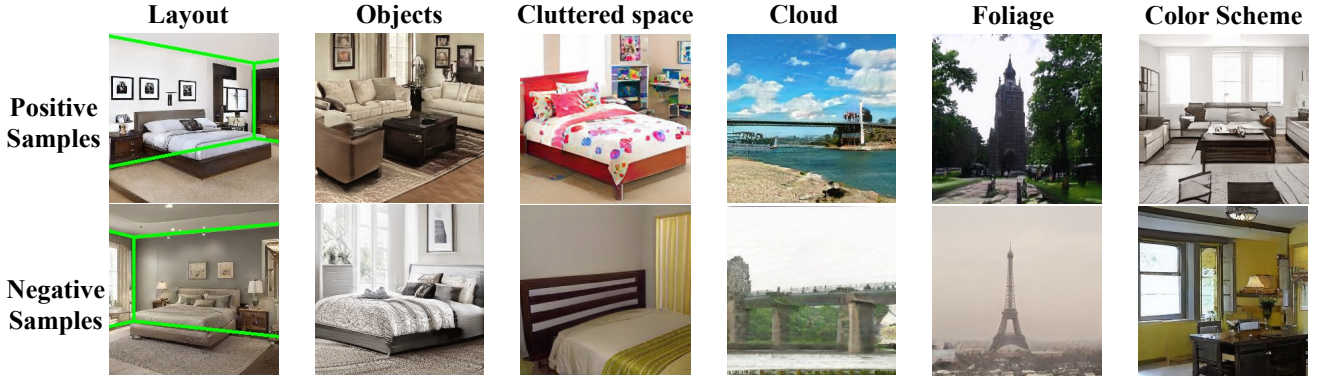 Layout
Objects
Cluttered space
Cloud
Foliage
Color Scheme
Positive
Samples
Negative
Samples